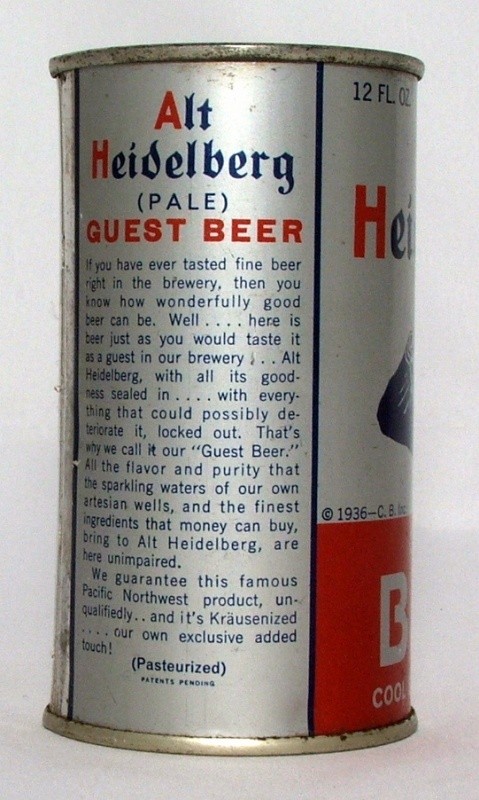 Alt
Heidelberg
(PALE)
GUEST BEER
If you have ever tasted fine beer
right in the brewery, then you
know how wonderfully good
beer can be. Well .... here is
beer just as you would taste it
as a guest in our brewery ... Alt
Heidelberg, with all its good-
ness sealed in .... with every-
thing that could possibly de-
teriorate it, locked out. That's
why we call it our "Guest Beer."
All the flavor and purity that
the sparkling waters of our own
artesian wells, and the finest
ingredients that money can buy,
bring to Alt Heidelberg, are
here unimpaired.
We guarantee this famous
Pacific Northwest product, un-
qualifiedly.. and it's Kräusenized
.... our own exclusive added
touch!
(Pasteurized)
PATENTS PENDING
12 FL. OZ
Hei
© 1936-C. B. Inc
B
COOL